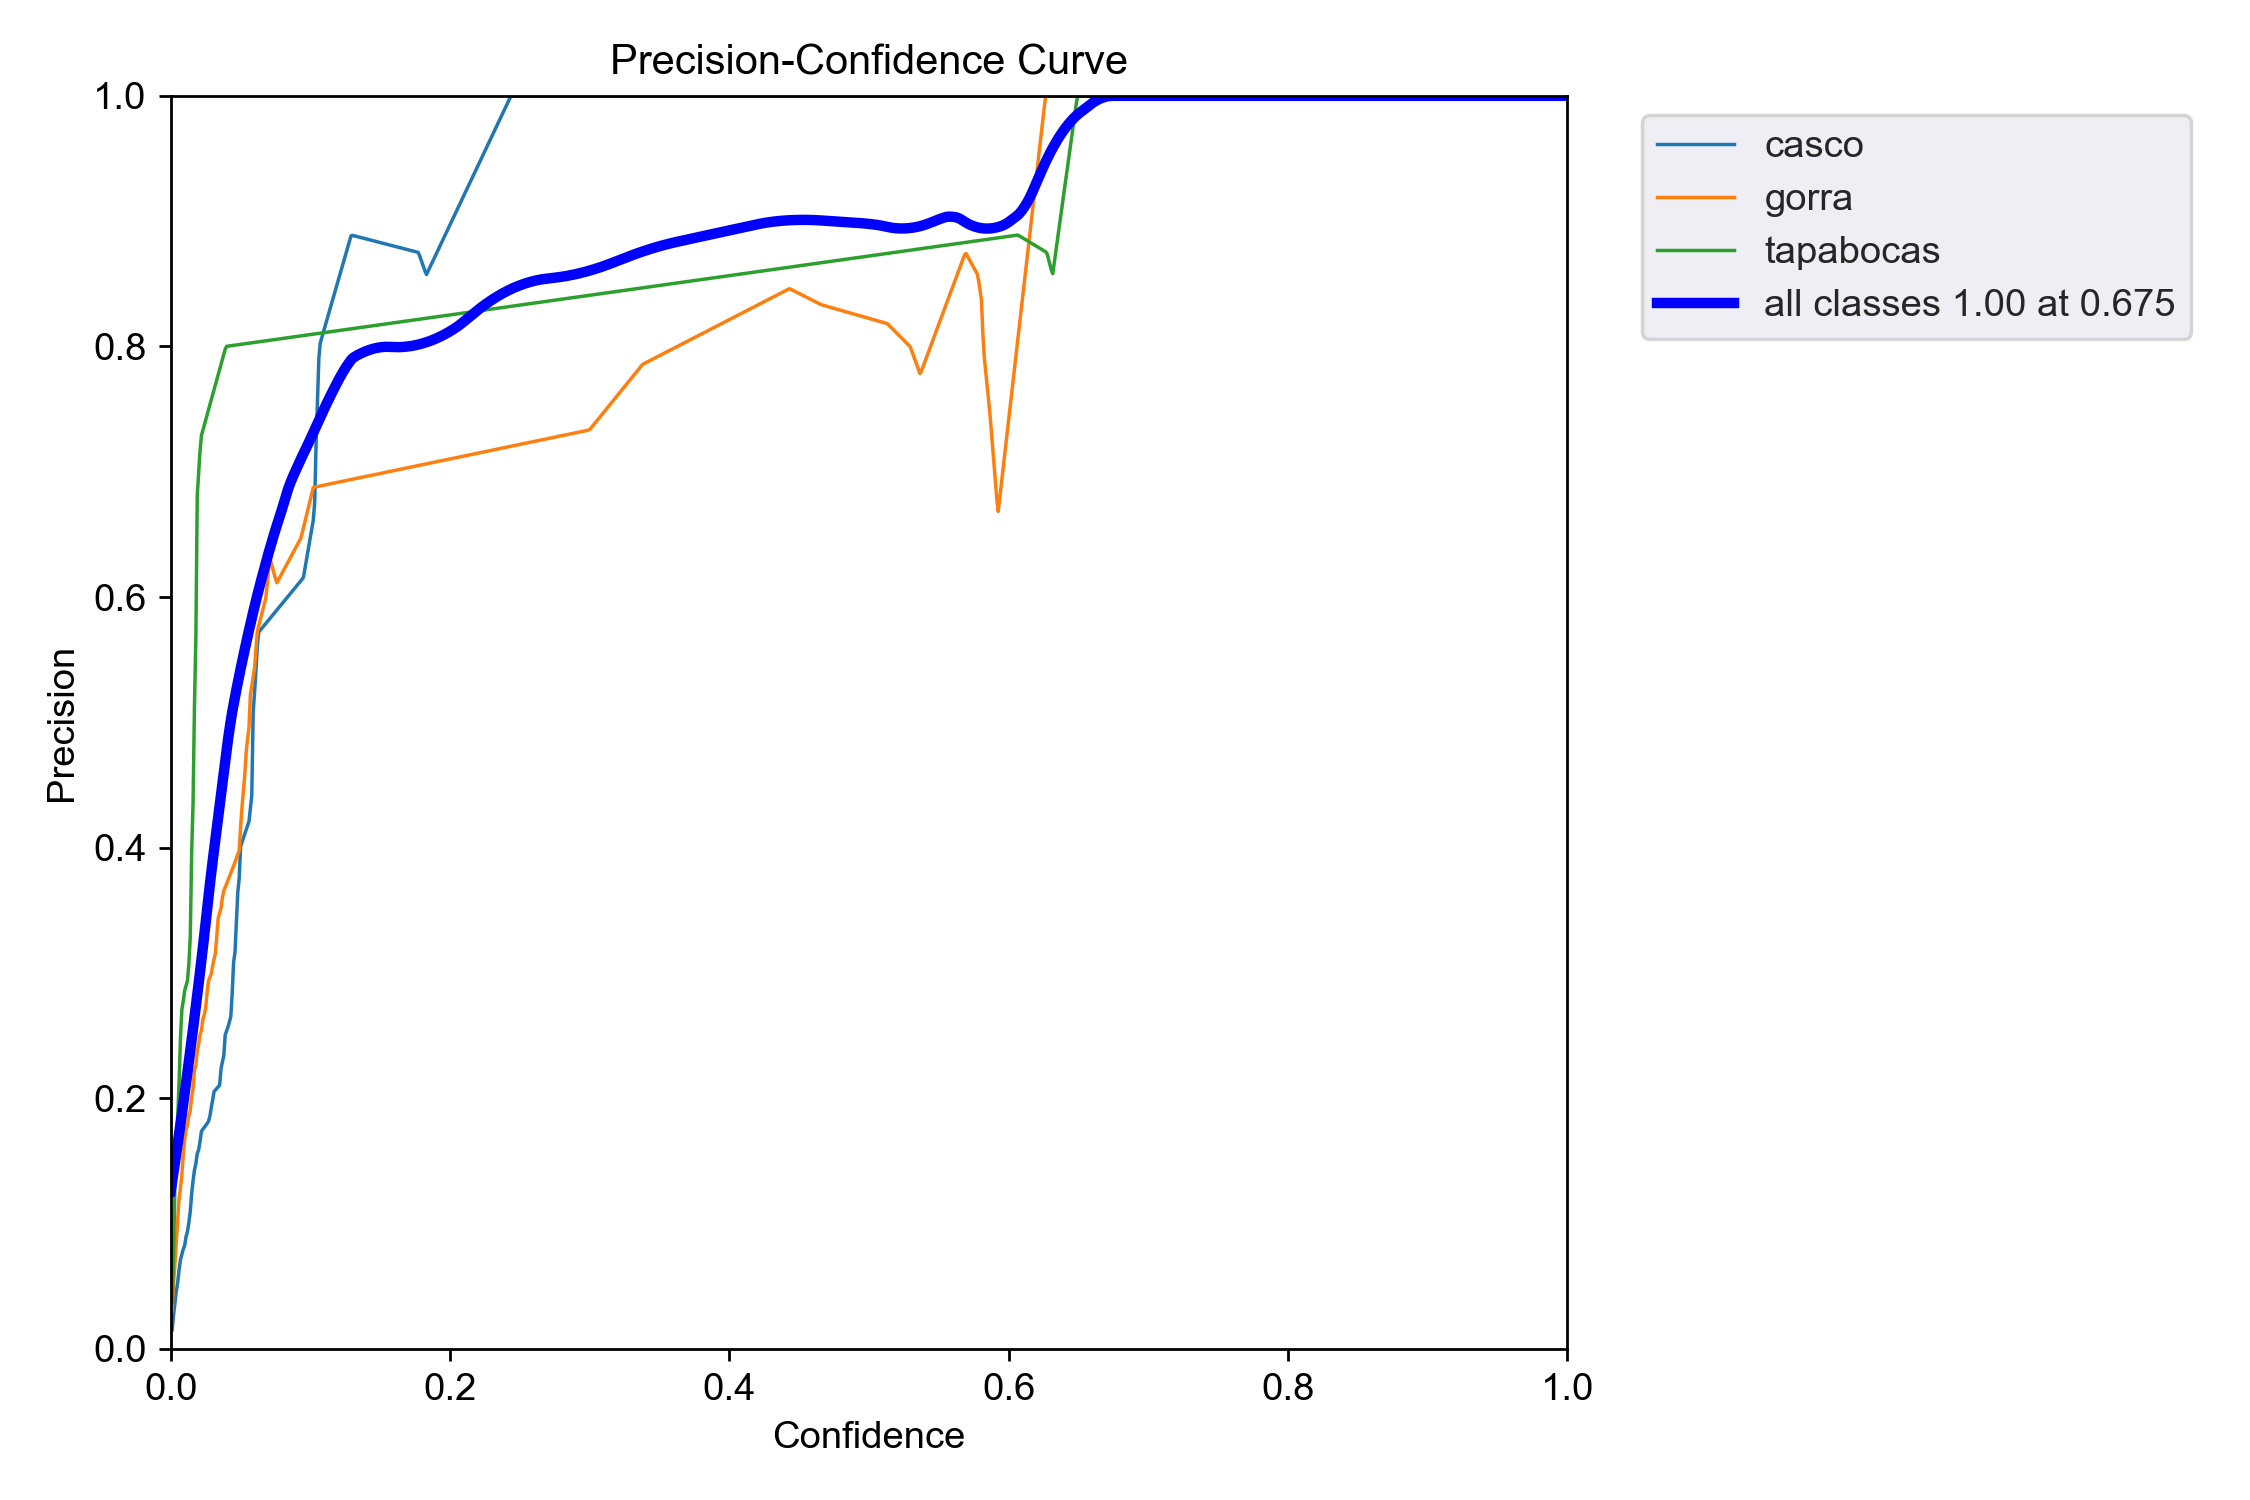 Precision-Confidence Curve
1.0
0.8
0.6
0.4
0.2
0.0
Precision
0.0 0.2 0.4 0.6 0.8 1.0
Confidence
casco
gorra
tapabocas
all classes 1.00 at 0.675